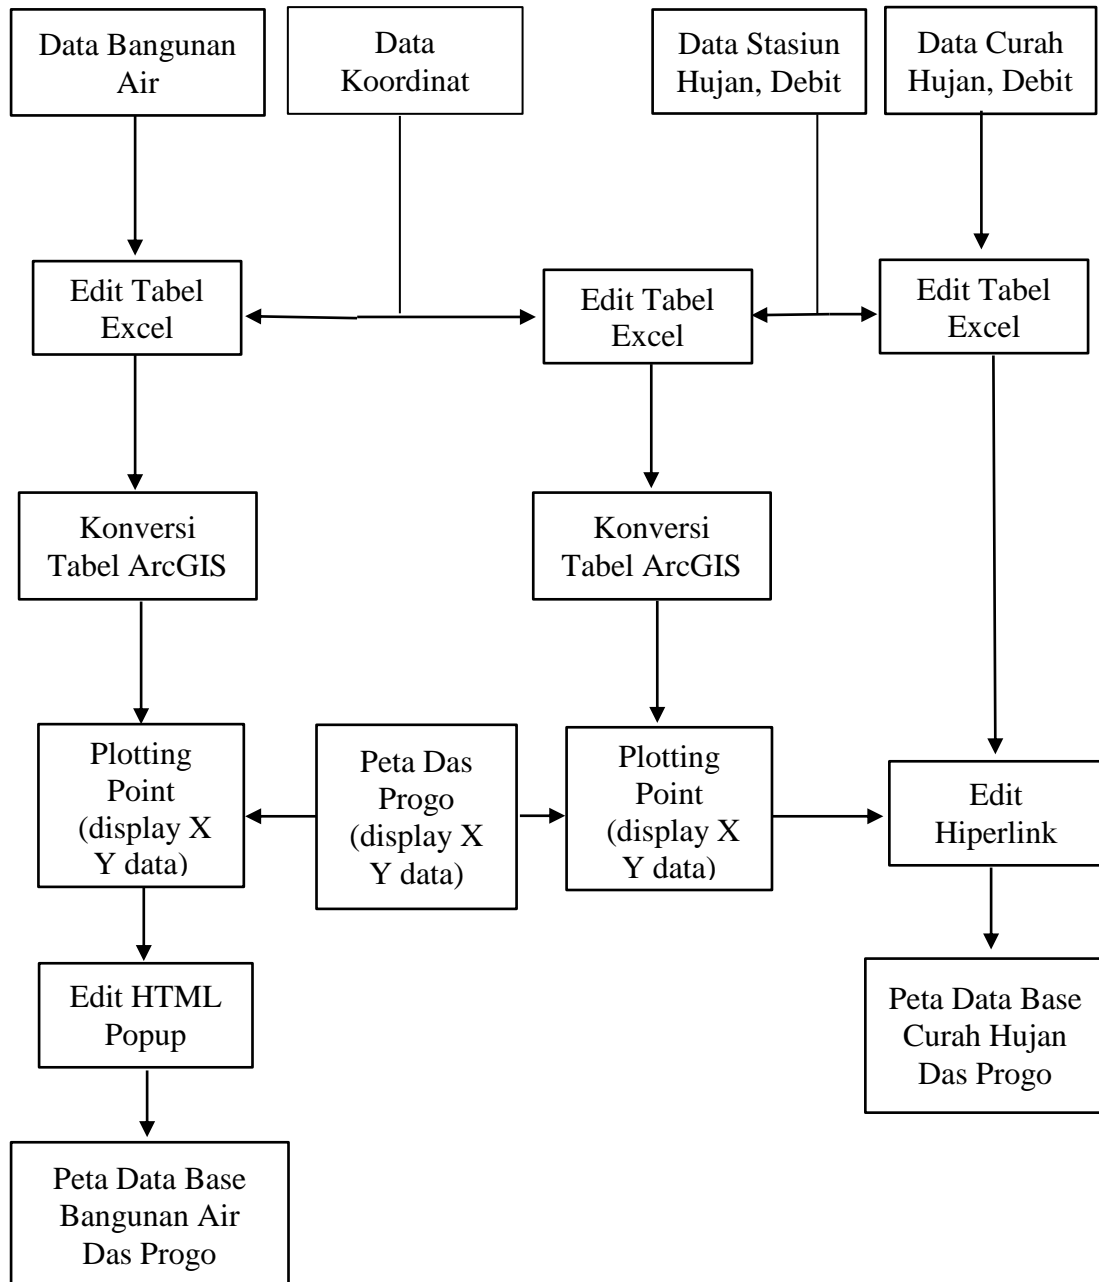 Data Bangunan
Air
Data
Koordinat
Data Stasiun
Hujan, Debit
Data Curah
Hujan, Debit
Edit Tabel
Excel
Edit Tabel
Excel
Edit Tabel
Excel
Konversi
Tabel ArcGIS
Konversi
Tabel ArcGIS
Plotting
Point
(display X
Y data)
Peta Das
Progo
(display X
Y data)
Plotting
Point
(display X
Y data)
Edit
Hiperlink
Edit HTML
Popup
Peta Data Base
Curah Hujan
Das Progo
Peta Data Base
Bangunan Air
Das Progo